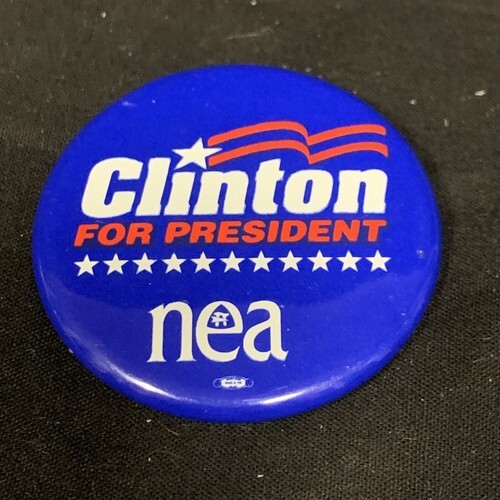 Clinton
FOR PRESIDENT
nea